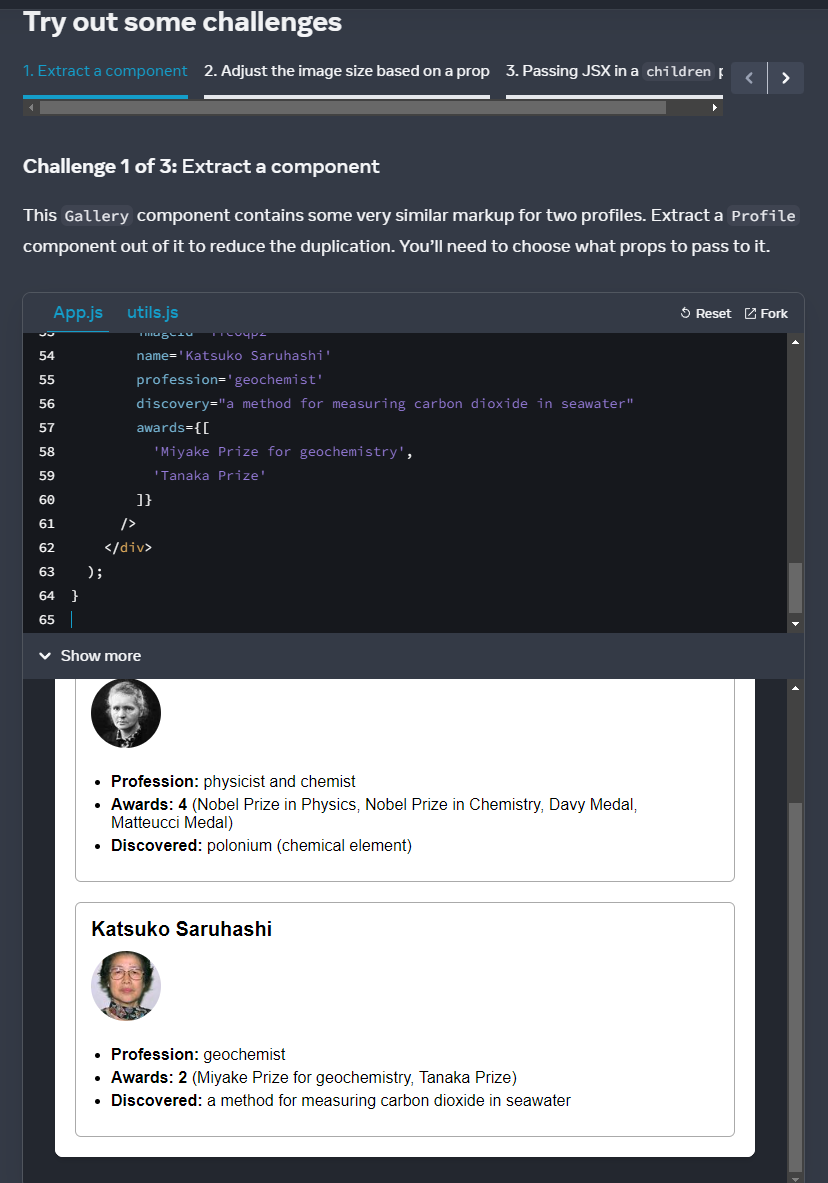 Try out some challenges
1. Extract a component 2. Adjust the image size based on a prop 3. Passing JSX in a children
Challenge 1 of 3: Extract a component
This Gallery component contains some very similar markup for two profiles. Extract a Profile
component out of it to reduce the duplication. You’ll need to choose what props to pass to it.
App.js utils.js Reset Fork
54 name='Katsuko Saruhashi'
55 profession='geochemist'
56 discovery="a method for measuring carbon dioxide in seawater"
57 awards={[
58 'Miyake Prize for geochemistry',
59 'Tanaka Prize'
60 ]}
61 />
62 </div>
63 );
64 }
65
Show more
• Profession: physicist and chemist
• Awards: 4 (Nobel Prize in Physics, Nobel Prize in Chemistry, Davy Medal,
Matteucci Medal)
• Discovered: polonium (chemical element)
Katsuko Saruhashi
• Profession: geochemist
• Awards: 2 (Miyake Prize for geochemistry, Tanaka Prize)
• Discovered: a method for measuring carbon dioxide in seawater